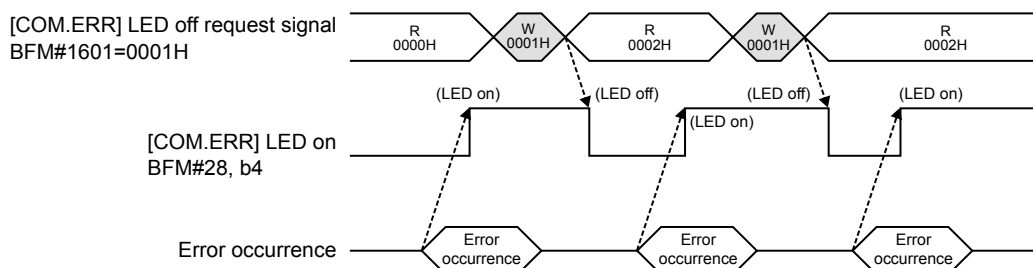 [COM.ERR] LED off request signal
BFM#1601=0001H
R
0000H
W
0001H
R
0002H
W
0001H
R
0002H
(LED on)
(LED off)
(LED on)
(LED off)
(LED on)
[COM.ERR] LED on
BFM#28, b4
Error occurrence
Error
occurrence
Error
occurrence
Error
occurrence